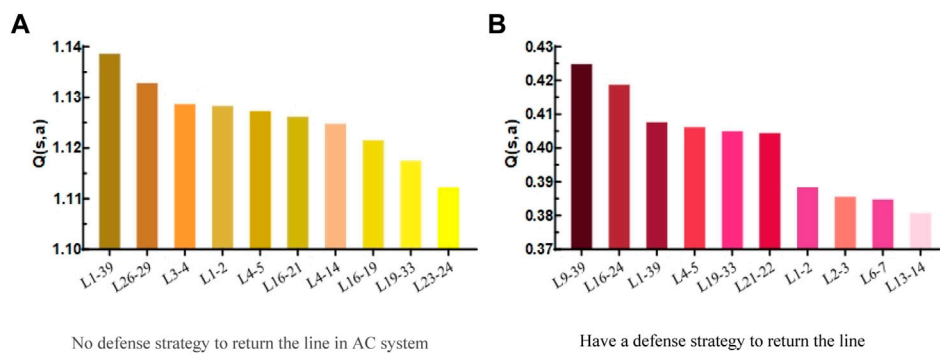 A
Q(s,a)
1.14
1.13
1.12
1.11
1.10
L1-39
L26-29
L3-4
L1-2
L4-5
L16-21
L4-14
L16-19
L19-33
L23-24
No defense strategy to return the line in AC system
B
Q(s,a)
0.43
0.42
0.41
0.40
0.39
0.38
0.37
L9-39
L16-24
L1-39
L4-5
L19-33
L21-22
L1-2
L2-3
L6-7
L13-14
Have a defense strategy to return the line